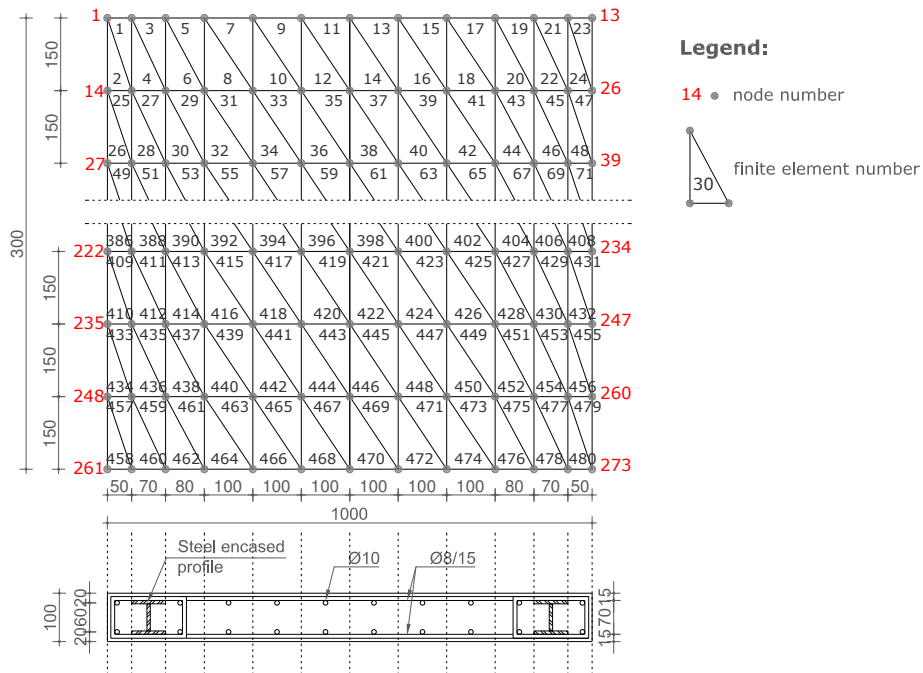 1 13
1 3 5 7 9 11 13 15 17 19 21 23
Legend:
150
2 4 6 8 10 12 14 16 18 20 22 24
14 26
14 node number
25 27 29 31 33 35 37 39 41 43 45 47
150
26 28 30 32 34 36 38 40 42 44 46 48
27 39
finite element number
30
49 51 53 55 57 59 61 63 65 67 69 71
300
386 388 390 392 394 396 398 400 402 404 406 408
222 234
409 411 413 415 417 419 421 423 425 427 429 431
150
410 412 414 416 418 420 422 424 426 428 430 432
235 247
433 435 437 439 441 443 445 447 449 451 453 455
150
434 436 438 440 442 444 446 448 450 452 454 456
248 260
457 459 461 463 465 467 469 471 473 475 477 479
150
458 460 462 464 466 468 470 472 474 476 478 480
261 273
50 70 80 100 100 100 100 100 100 80 70 50
1000
Steel encased
profile
Ø10
Ø8/15
100
20 60 20
15 70 15